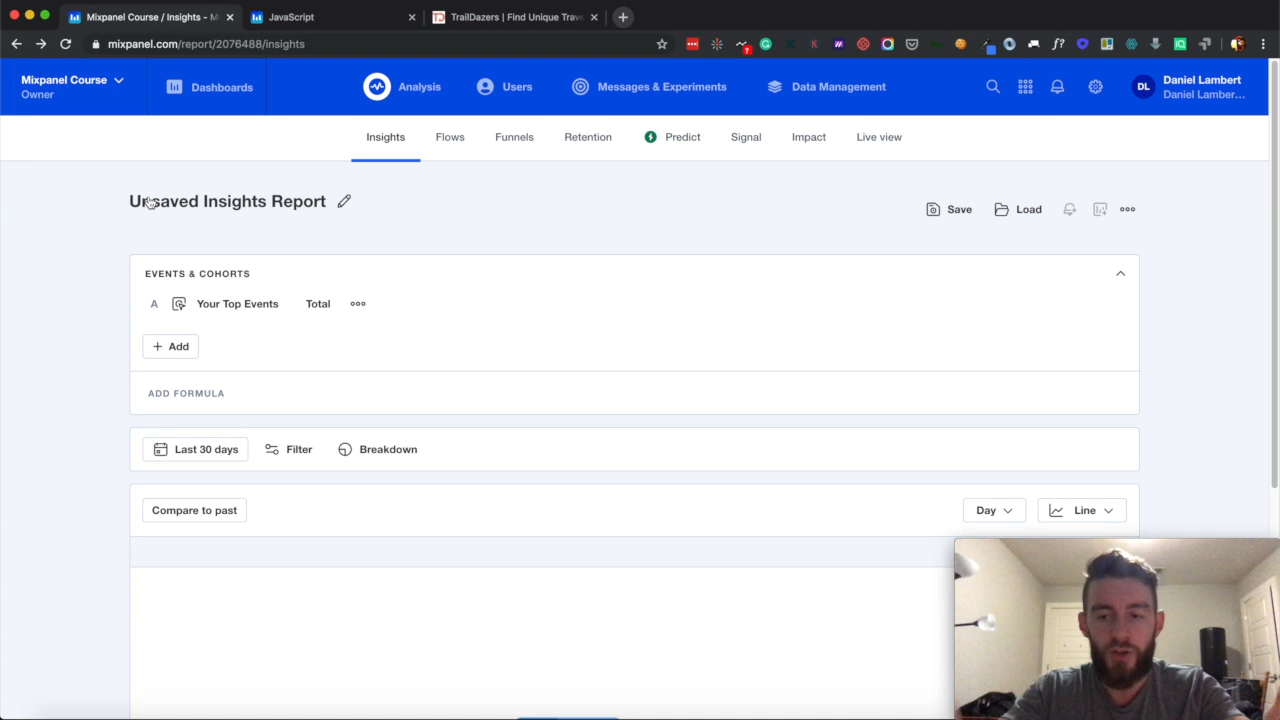 Mixpanel Course / Insights - M
JavaScript
TrailDazers | Find Unique Trave
mixpanel.com/report/2076488/insights
Mixpanel Course
Owner
Dashboards
Analysis
Users
Messages & Experiments
Data Management
DL
Daniel Lambert
Daniel Lamber...
Insights
Flows
Funnels
Retention
Predict
Signal
Impact
Live view
Unsaved Insights Report
Save
Load
EVENTS & COHORTS
A
Your Top Events
Total
+ Add
ADD FORMULA
Last 30 days
Filter
Breakdown
Compare to past
Day
Line